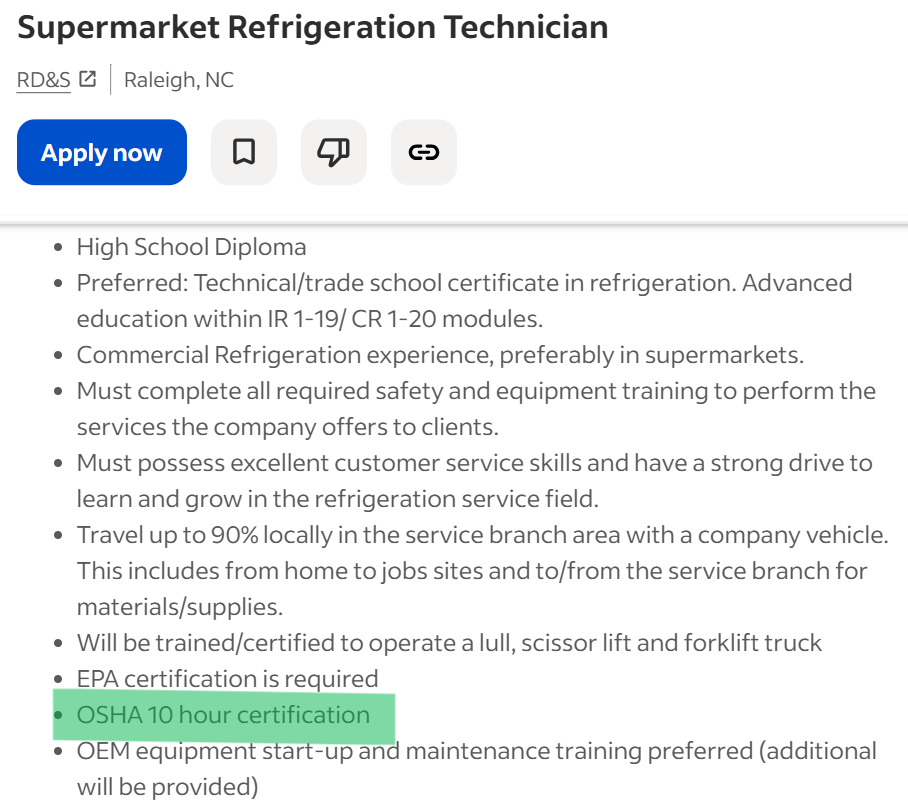 Supermarket Refrigeration Technician
RD&S Raleigh, NC
Apply now
• High School Diploma
• Preferred: Technical/trade school certificate in refrigeration. Advanced
education within IR 1-19/ CR 1-20 modules.
• Commercial Refrigeration experience, preferably in supermarkets.
• Must complete all required safety and equipment training to perform the
services the company offers to clients.
• Must possess excellent customer service skills and have a strong drive to
learn and grow in the refrigeration service field.
• Travel up to 90% locally in the service branch area with a company vehicle.
This includes from home to jobs sites and to/from the service branch for
materials/supplies.
• Will be trained/certified to operate a lull, scissor lift and forklift truck
• EPA certification is required
• OSHA 10 hour certification
• OEM equipment start-up and maintenance training preferred (additional
will be provided)